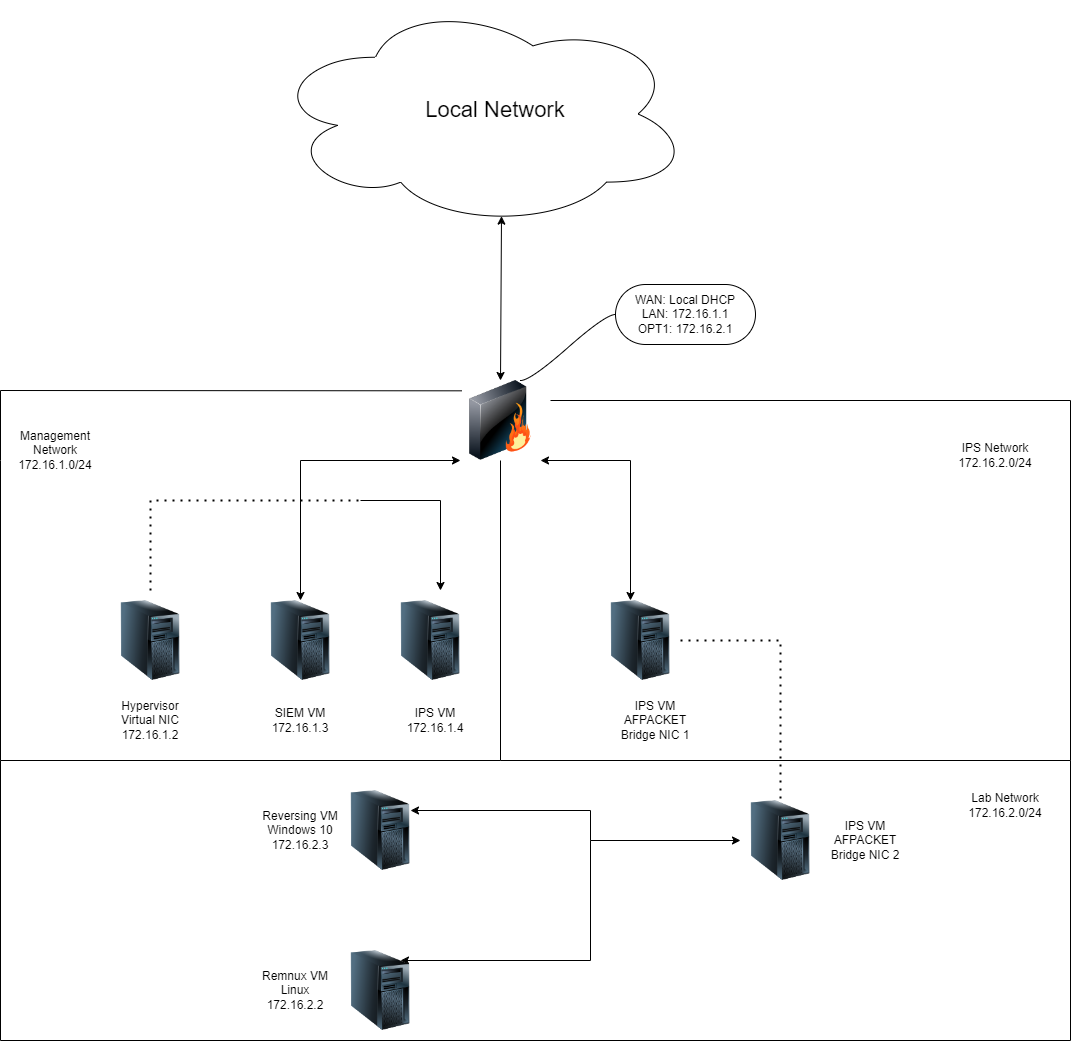 Local Network
WAN: Local DHCP
LAN: 172.16.1.1
OPT1: 172.16.2.1
Management
Network
172.16.1.0/24
IPS Network
172.16.2.0/24
Hypervisor
Virtual NIC
172.16.1.2
SIEM VM
172.16.1.3
IPS VM
172.16.1.4
IPS VM
AFPACKET
Bridge NIC 1
Lab Network
172.16.2.0/24
Reversing VM
Windows 10
172.16.2.3
IPS VM
AFPACKET
Bridge NIC 2
Remnux VM
Linux
172.16.2.2